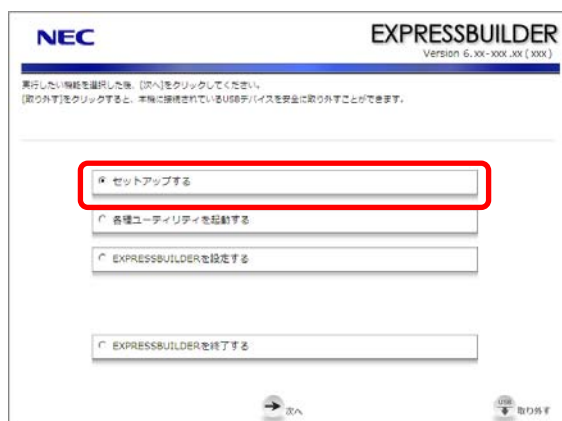 NEC
EXPRESSBUILDER
Version 6.xx-xxx.xx (xxx)
実行したい機能を選択した後、[次へ]をクリックしてください。
[取り外す]をクリックすると、本機に接続されているUSBデバイスを安全に取り外すことができます。
セットアップする
各種ユーティリティを起動する
EXPRESSBUILDERを設定する
EXPRESSBUILDERを終了する
次へ
USB
取り外す